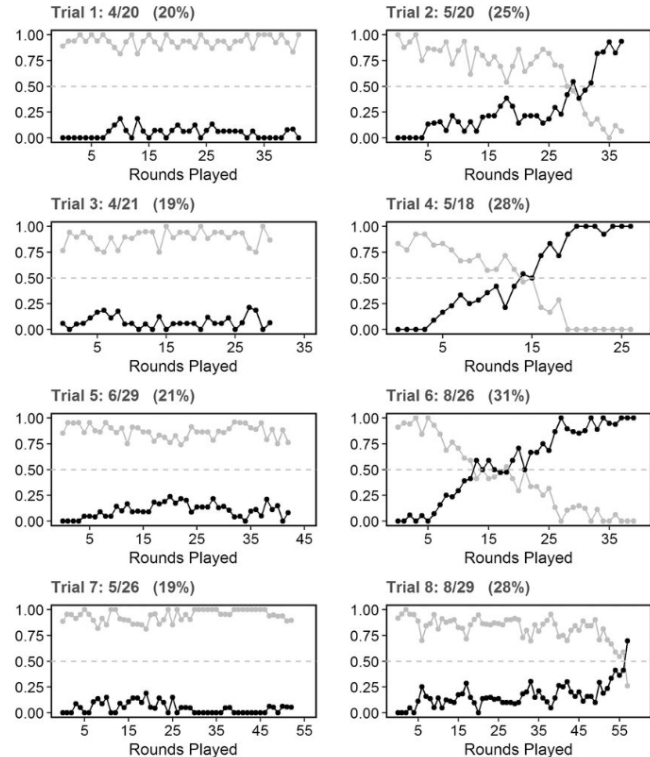 Trial 1: 4/20 (20%)
Trial 2: 5/20 (25%)
1.00
0.75
0.50
0.25
0.00
5 15 25 35
Rounds Played
1.00
0.75
0.50
0.25
0.00
5 15 25 35
Rounds Played
Trial 3: 4/21 (19%)
Trial 4: 5/18 (28%)
1.00
0.75
0.50
0.25
0.00
5 15 25 35
Rounds Played
1.00
0.75
0.50
0.25
0.00
5 15 25
Rounds Played
Trial 5: 6/29 (21%)
Trial 6: 8/26 (31%)
1.00
0.75
0.50
0.25
0.00
5 15 25 35 45
Rounds Played
1.00
0.75
0.50
0.25
0.00
5 15 25 35
Rounds Played
Trial 7: 5/26 (19%)
Trial 8: 8/29 (28%)
1.00
0.75
0.50
0.25
0.00
5 15 25 35 45 55
Rounds Played
1.00
0.75
0.50
0.25
0.00
5 15 25 35 45 55
Rounds Played